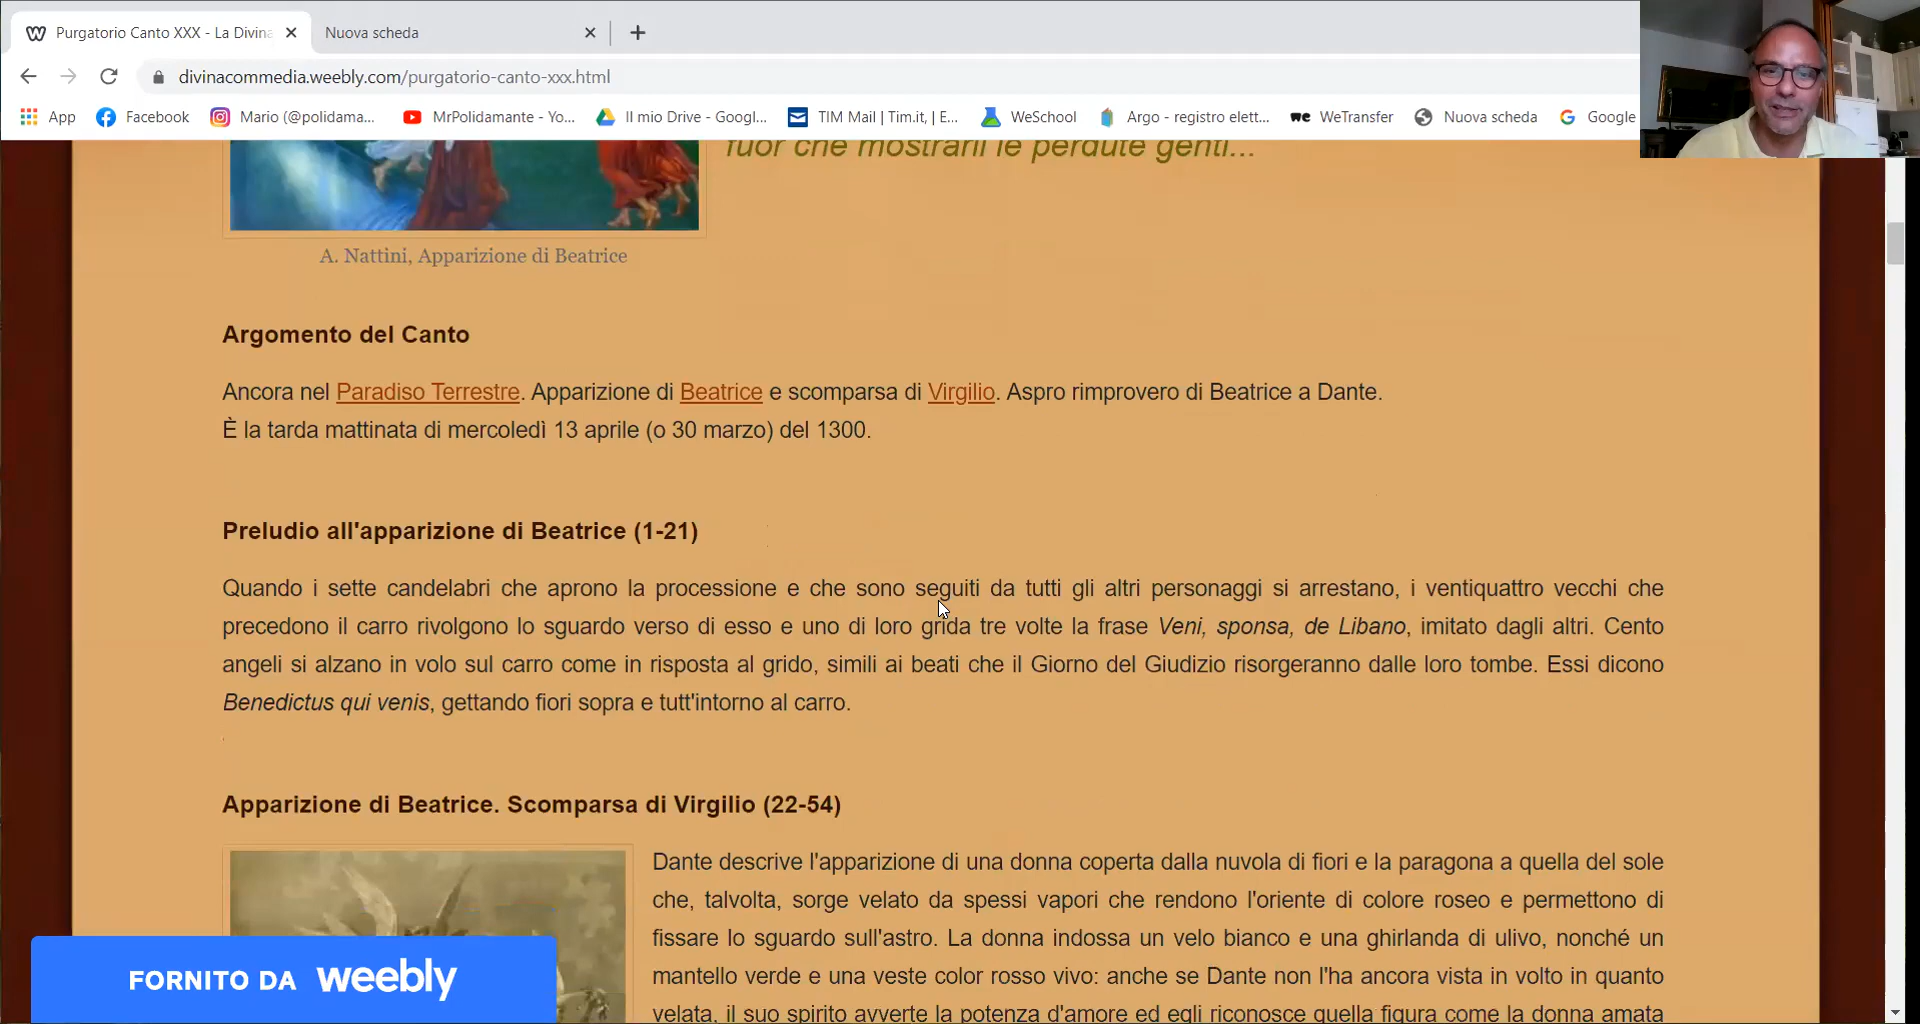 Purgatorio Canto XXX - La Divina
Nuova scheda
divinacommedia.weebly.com/purgatorio-canto-xxx.html
App
Facebook
Mario (@polidama...
MrPolidamante - Yo...
Il mio Drive - Googl...
TIM Mail | Tim.it, | E...
WeSchool
Argo - registro elett...
we WeTransfer
Nuova scheda
Google
fuor che mostrarli le perdute genti...
A. Nattini, Apparizione di Beatrice
Argomento del Canto
Ancora nel Paradiso Terrestre. Apparizione di Beatrice e scomparsa di Virgilio. Aspro rimprovero di Beatrice a Dante.
È la tarda mattinata di mercoledì 13 aprile (o 30 marzo) del 1300.
Preludio all'apparizione di Beatrice (1-21)
Quando i sette candelabri che aprono la processione e che sono seguiti da tutti gli altri personaggi si arrestano, i ventiquattro vecchi che
precedono il carro rivolgono lo sguardo verso di esso e uno di loro grida tre volte la frase Veni, sponsa, de Libano, imitato dagli altri. Cento
angeli si alzano in volo sul carro come in risposta al grido, simili ai beati che il Giorno del Giudizio risorgeranno dalle loro tombe. Essi dicono
Benedictus qui venis, gettando fiori sopra e tutt'intorno al carro.
Apparizione di Beatrice. Scomparsa di Virgilio (22-54)
Dante descrive l'apparizione di una donna coperta dalla nuvola di fiori e la paragona a quella del sole
che, talvolta, sorge velato da spessi vapori che rendono l'oriente di colore roseo e permettono di
fissare lo sguardo sull'astro. La donna indossa un velo bianco e una ghirlanda di ulivo, nonché un
mantello verde e una veste color rosso vivo: anche se Dante non l'ha ancora vista in volto in quanto
velata, il suo spirito avverte la potenza d'amore ed egli riconosce quella figura come la donna amata
FORNITO DA weebly